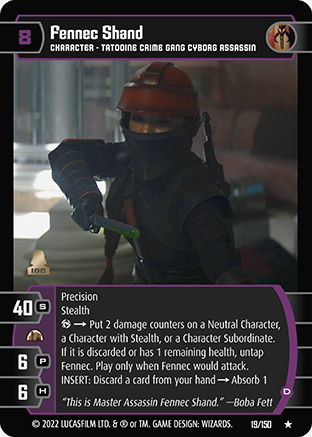 8 Fennec Shand
CHARACTER - TATOOINE CRIME GANG CYBORG ASSASSIN
IDC
40 S
6 P
6 H
Precision
Stealth
→ Put 2 damage counters on a Neutral Character,
a Character with Stealth, or a Character Subordinate.
If it is discarded or has 1 remaining health, untap
Fennec. Play only when Fennec would attack.
INSERT: Discard a card from your hand → Absorb 1
D
“This is Master Assassin Fennec Shand.” —Boba Fett
© 2022 LUCASFILM LTD. & ® or TM. GAME DESIGN: WIZARDS. 19/150 ★